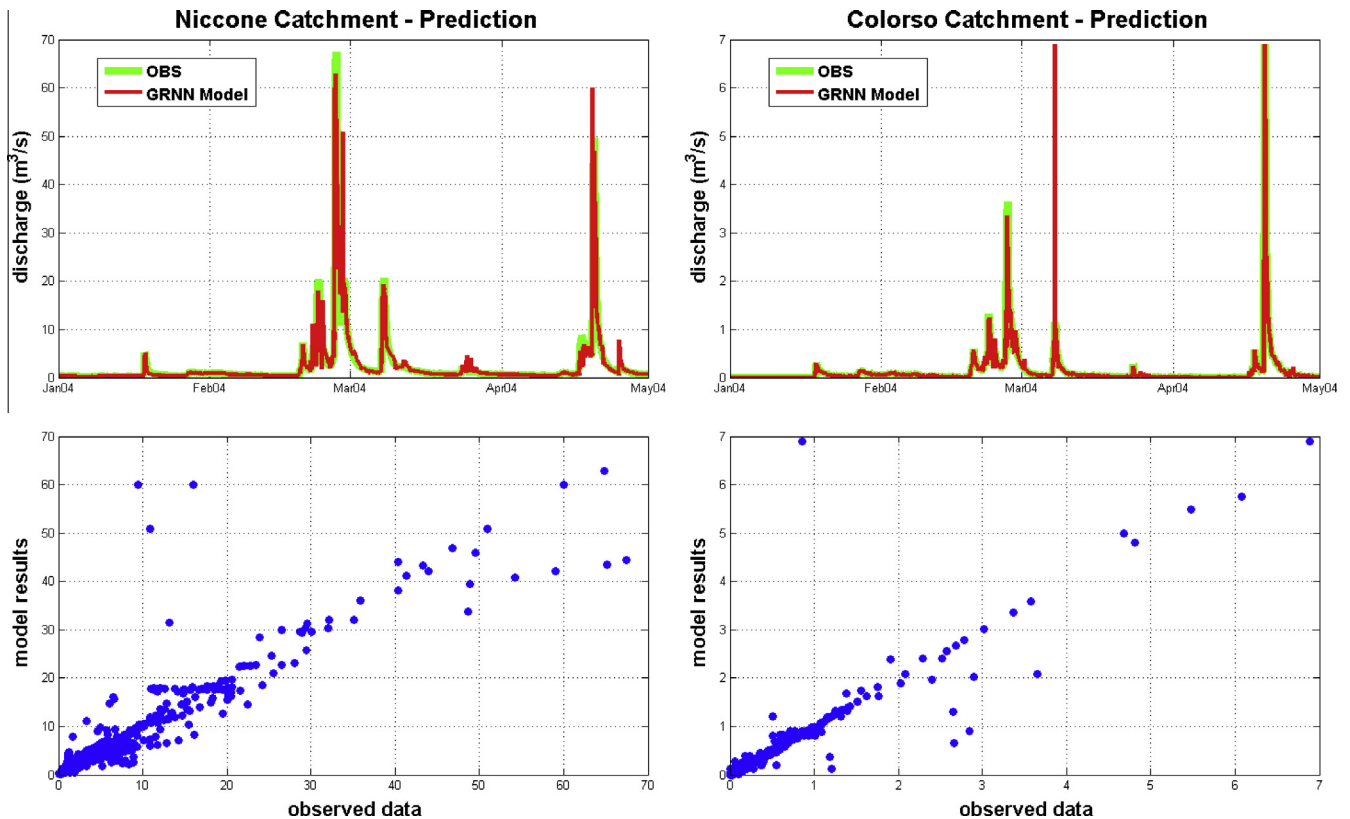 Niccone Catchment - Prediction
70
60
50
40
30
20
10
0
discharge (m³/s)
OBS
GRNN Model
Jan04 Feb04 Mar04 Apr04 May04
Colorso Catchment - Prediction
7
6
5
4
3
2
1
0
discharge (m³/s)
OBS
GRNN Model
Jan04 Feb04 Mar04 Apr04 May04
70
60
50
40
30
20
10
0
model results
0 10 20 30 40 50 60 70
observed data
7
6
5
4
3
2
1
0
model results
0 1 2 3 4 5 6 7
observed data